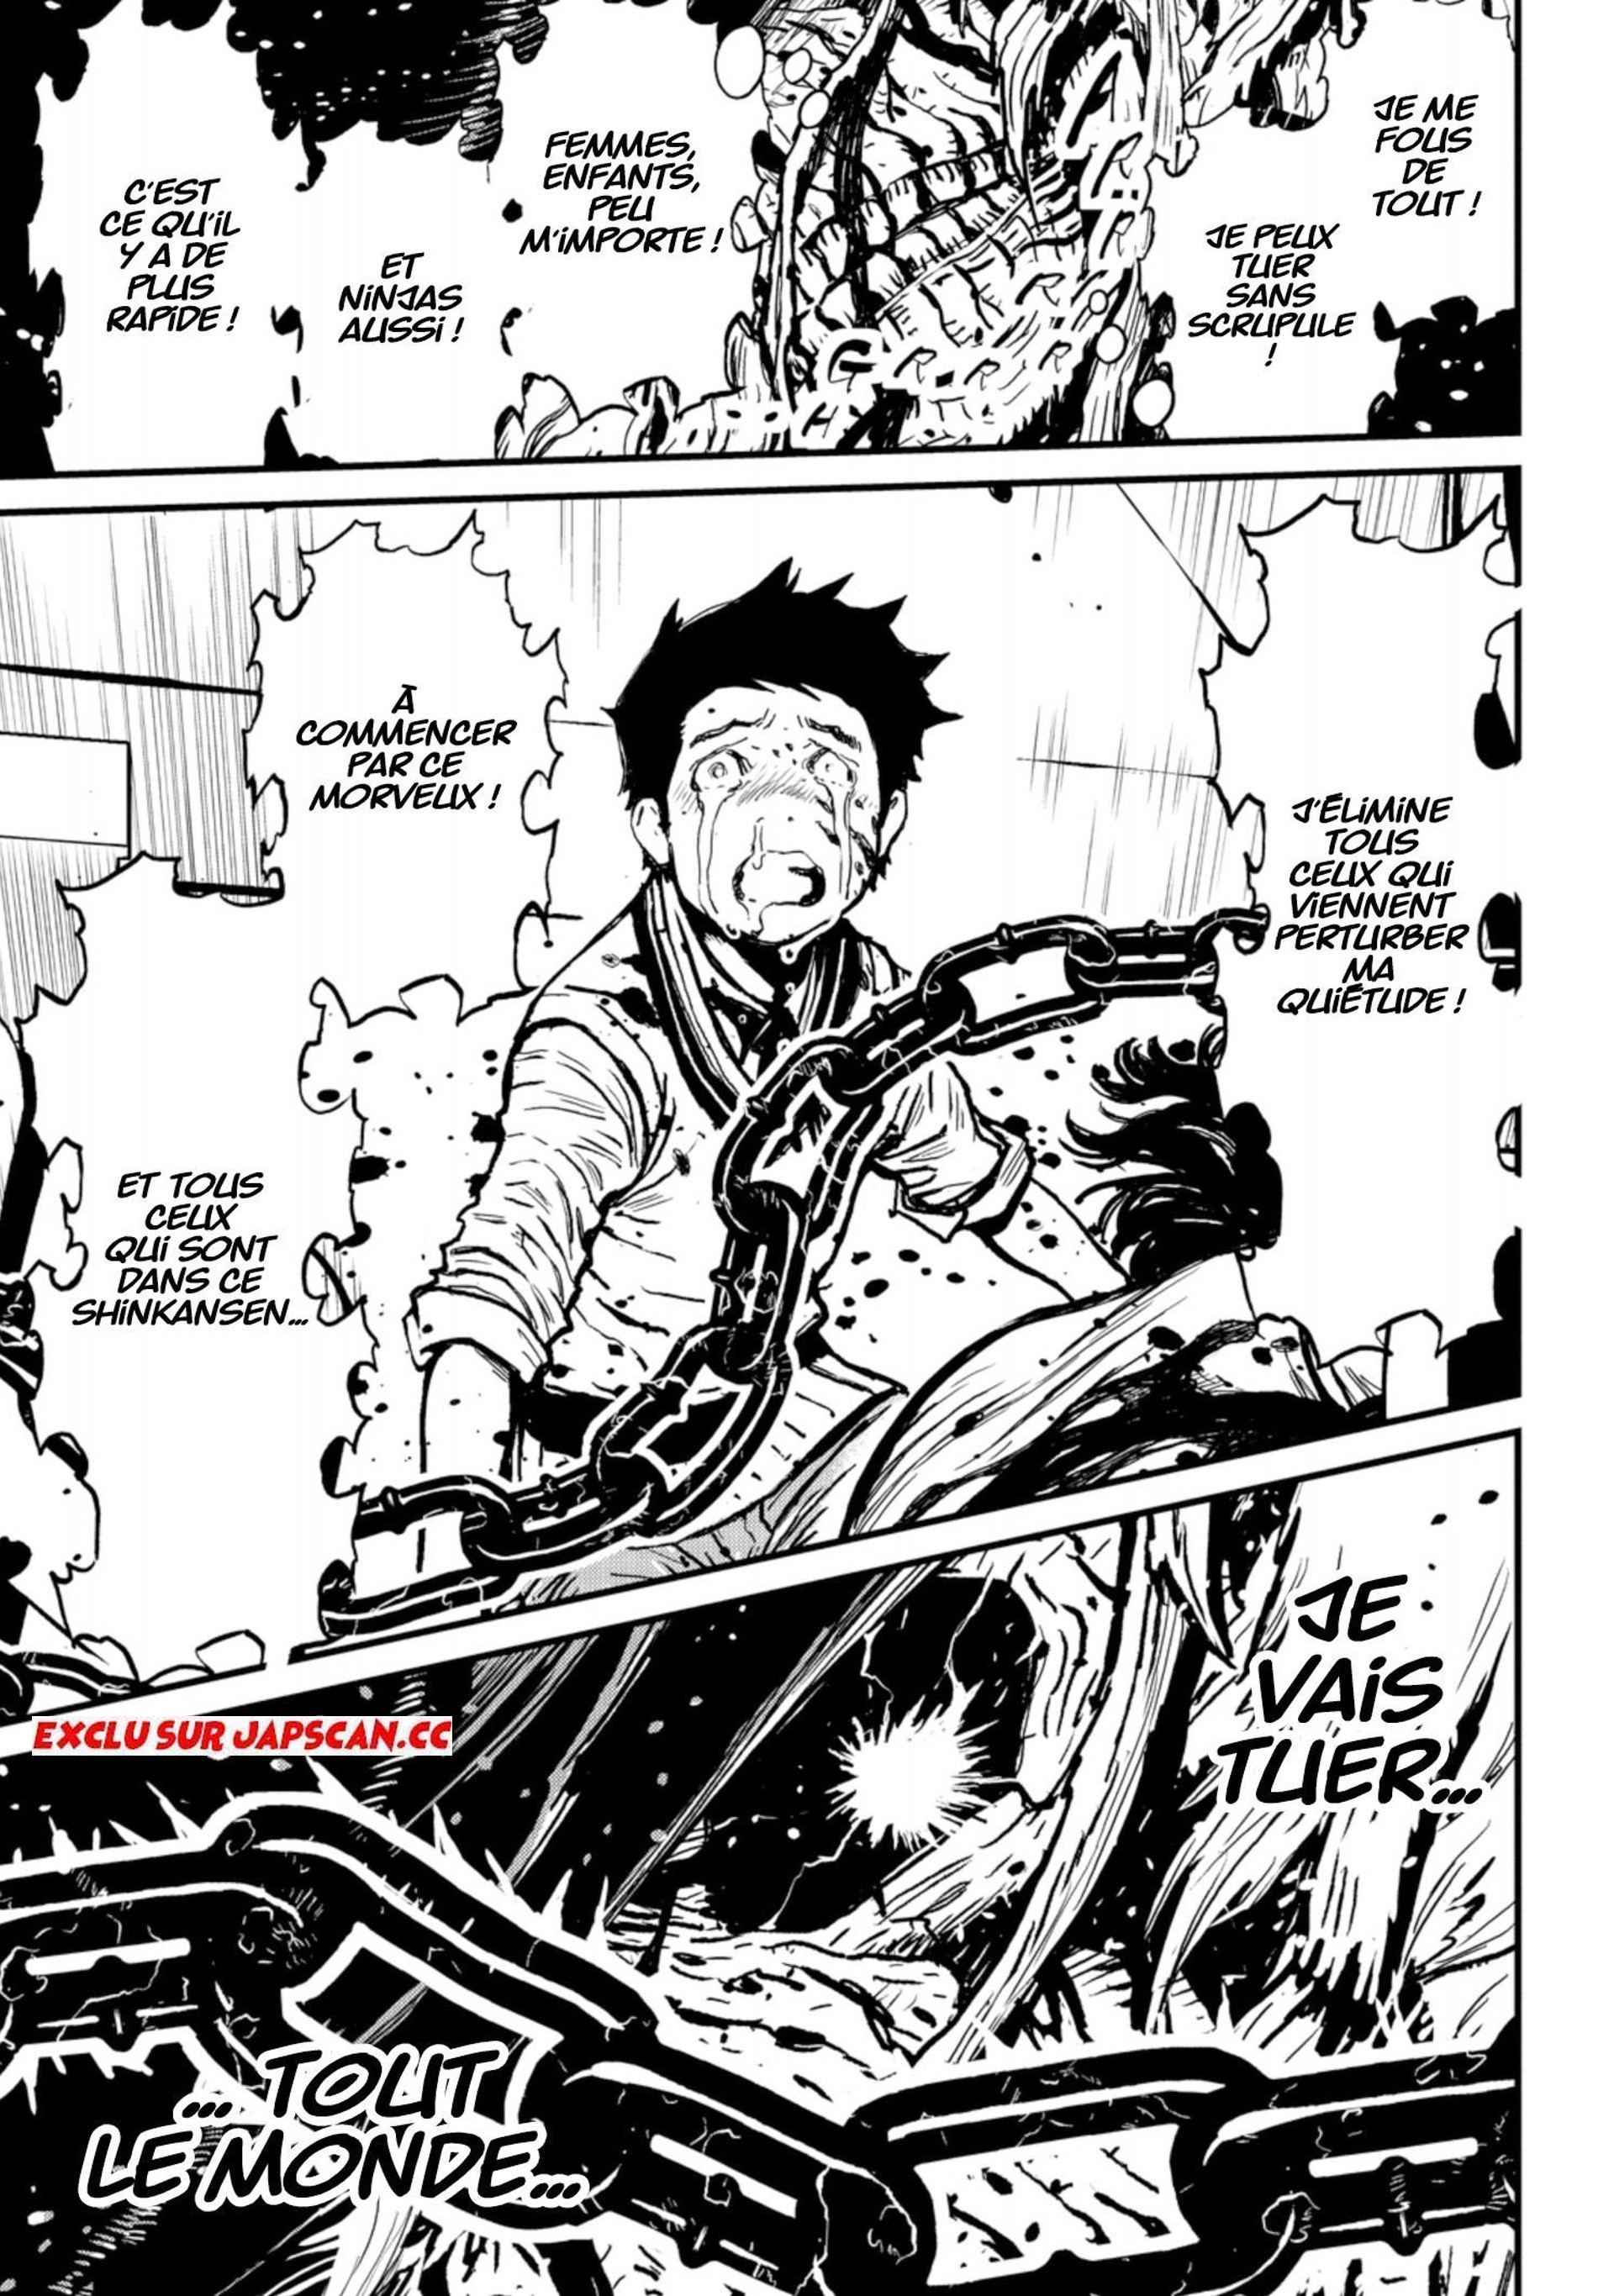 JE ME
FOUS
DE
TOUT !
JE PEUX
TUER
SANS
SCRUPULE
!
FEMMES,
ENFANTS,
PEU
M'IMPORTE !
ET
NINJAS
AUSSI !
C'EST
CE QU'IL
Y A DE
PLUS
RAPIDE !
J'ÉLIMINE
TOUS
CEUX QUI
VIENNENT
PERTURBER
MA
QUIÉTUDE !
À
COMMENCER
PAR CE
MORVEUX !
ET TOUS
CEUX
QUI SONT
DANS CE
SHINKANSEN...
JE
VAIS
TUER...
EXCLU SUR JAPSCAN.CC
... TOUT
LE MONDE...